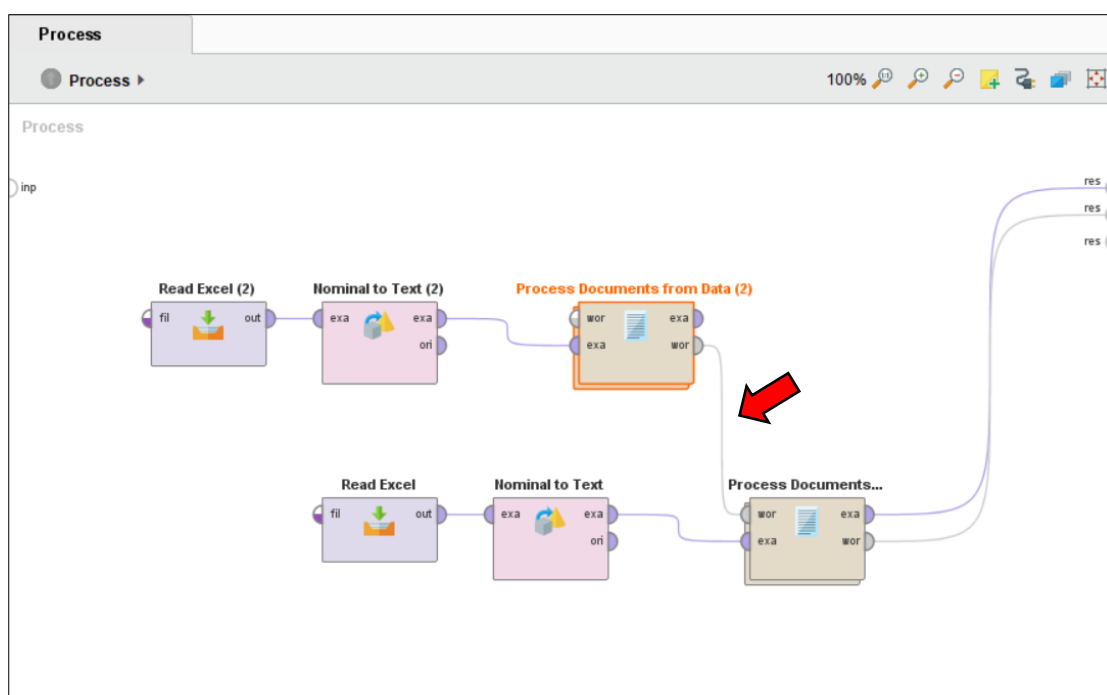 Process
Process
100%
Process
inp
res
res
res
Read Excel (2)
Nominal to Text (2)
Process Documents from Data (2)
fil out
exa exa
ori
wor exa
exa wor
Read Excel
Nominal to Text
Process Documents...
fil out
exa exa
ori
wor exa
exa wor